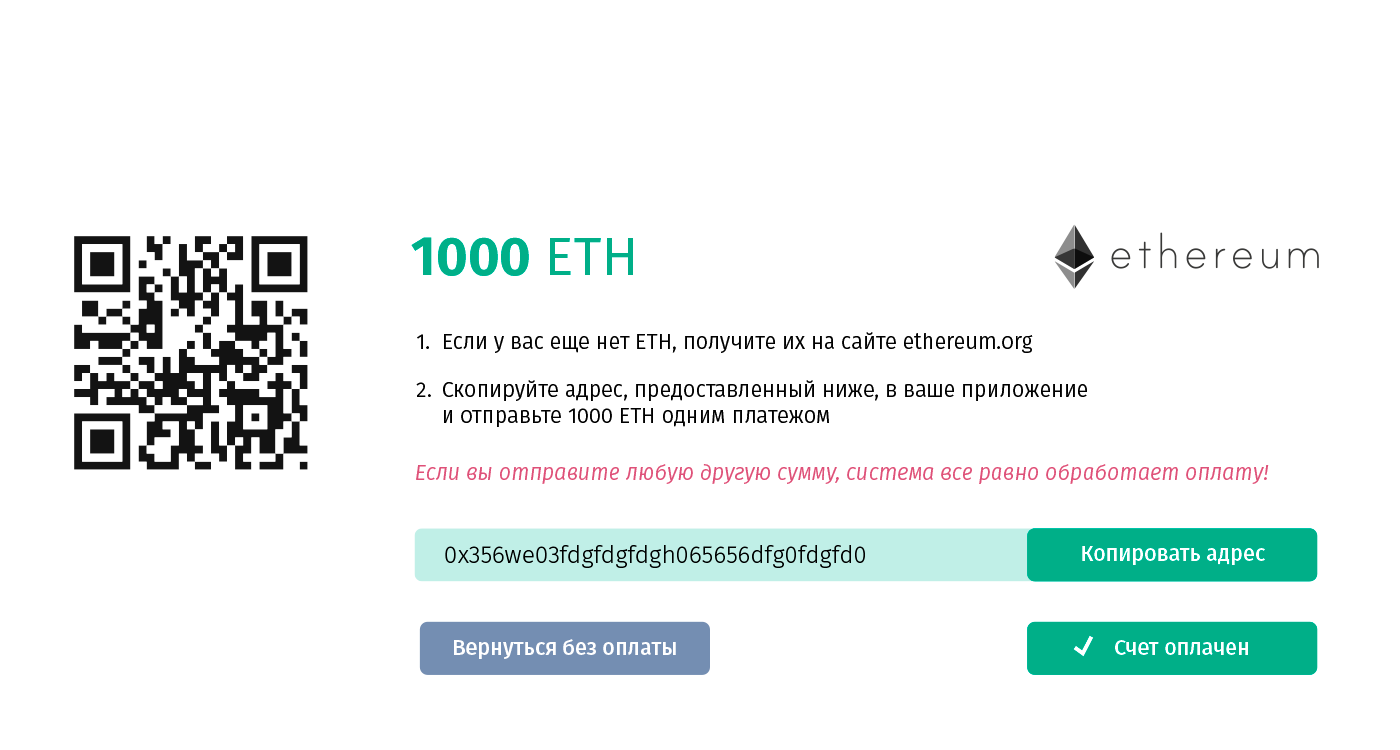 1000 ETH
ethereum
1. Если у вас еще нет ETH, получите их на сайте ethereum.org
2. Скопируйте адрес, предоставленный ниже, в ваше приложение
и отправьте 1000 ETH одним платежом
Если вы отправите любую другую сумму, система все равно обработает оплату!
0x356we03fdgfdgfdgh065656dfg0fdgfd0
Копировать адрес
Вернуться без оплаты
Счет оплачен